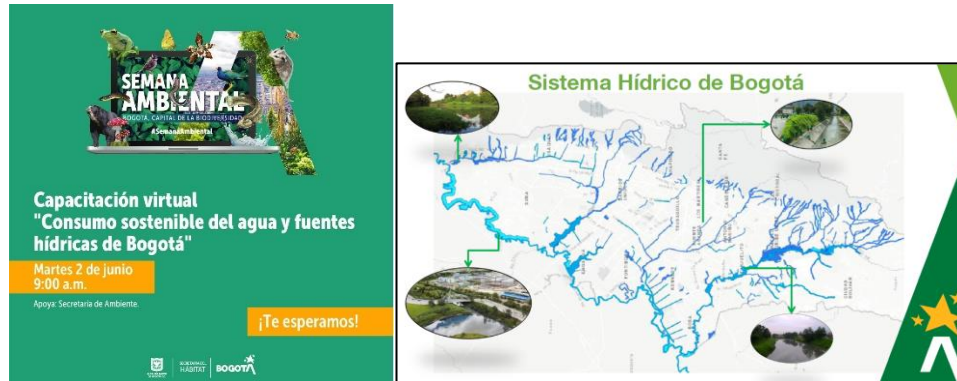 SEMANA
AMBIENTAL
BOGOTÁ, CAPITAL DE LA BIODIVERSIDAD
#SemanaAmbiental
Capacitación virtual
"Consumo sostenible del agua y fuentes
hídricas de Bogotá"
Martes 2 de junio
9:00 a.m.
Apoya: Secretaría de Ambiente.
¡Te esperamos!
HÁBITAT
BOGOTÁ
Sistema Hídrico de Bogotá